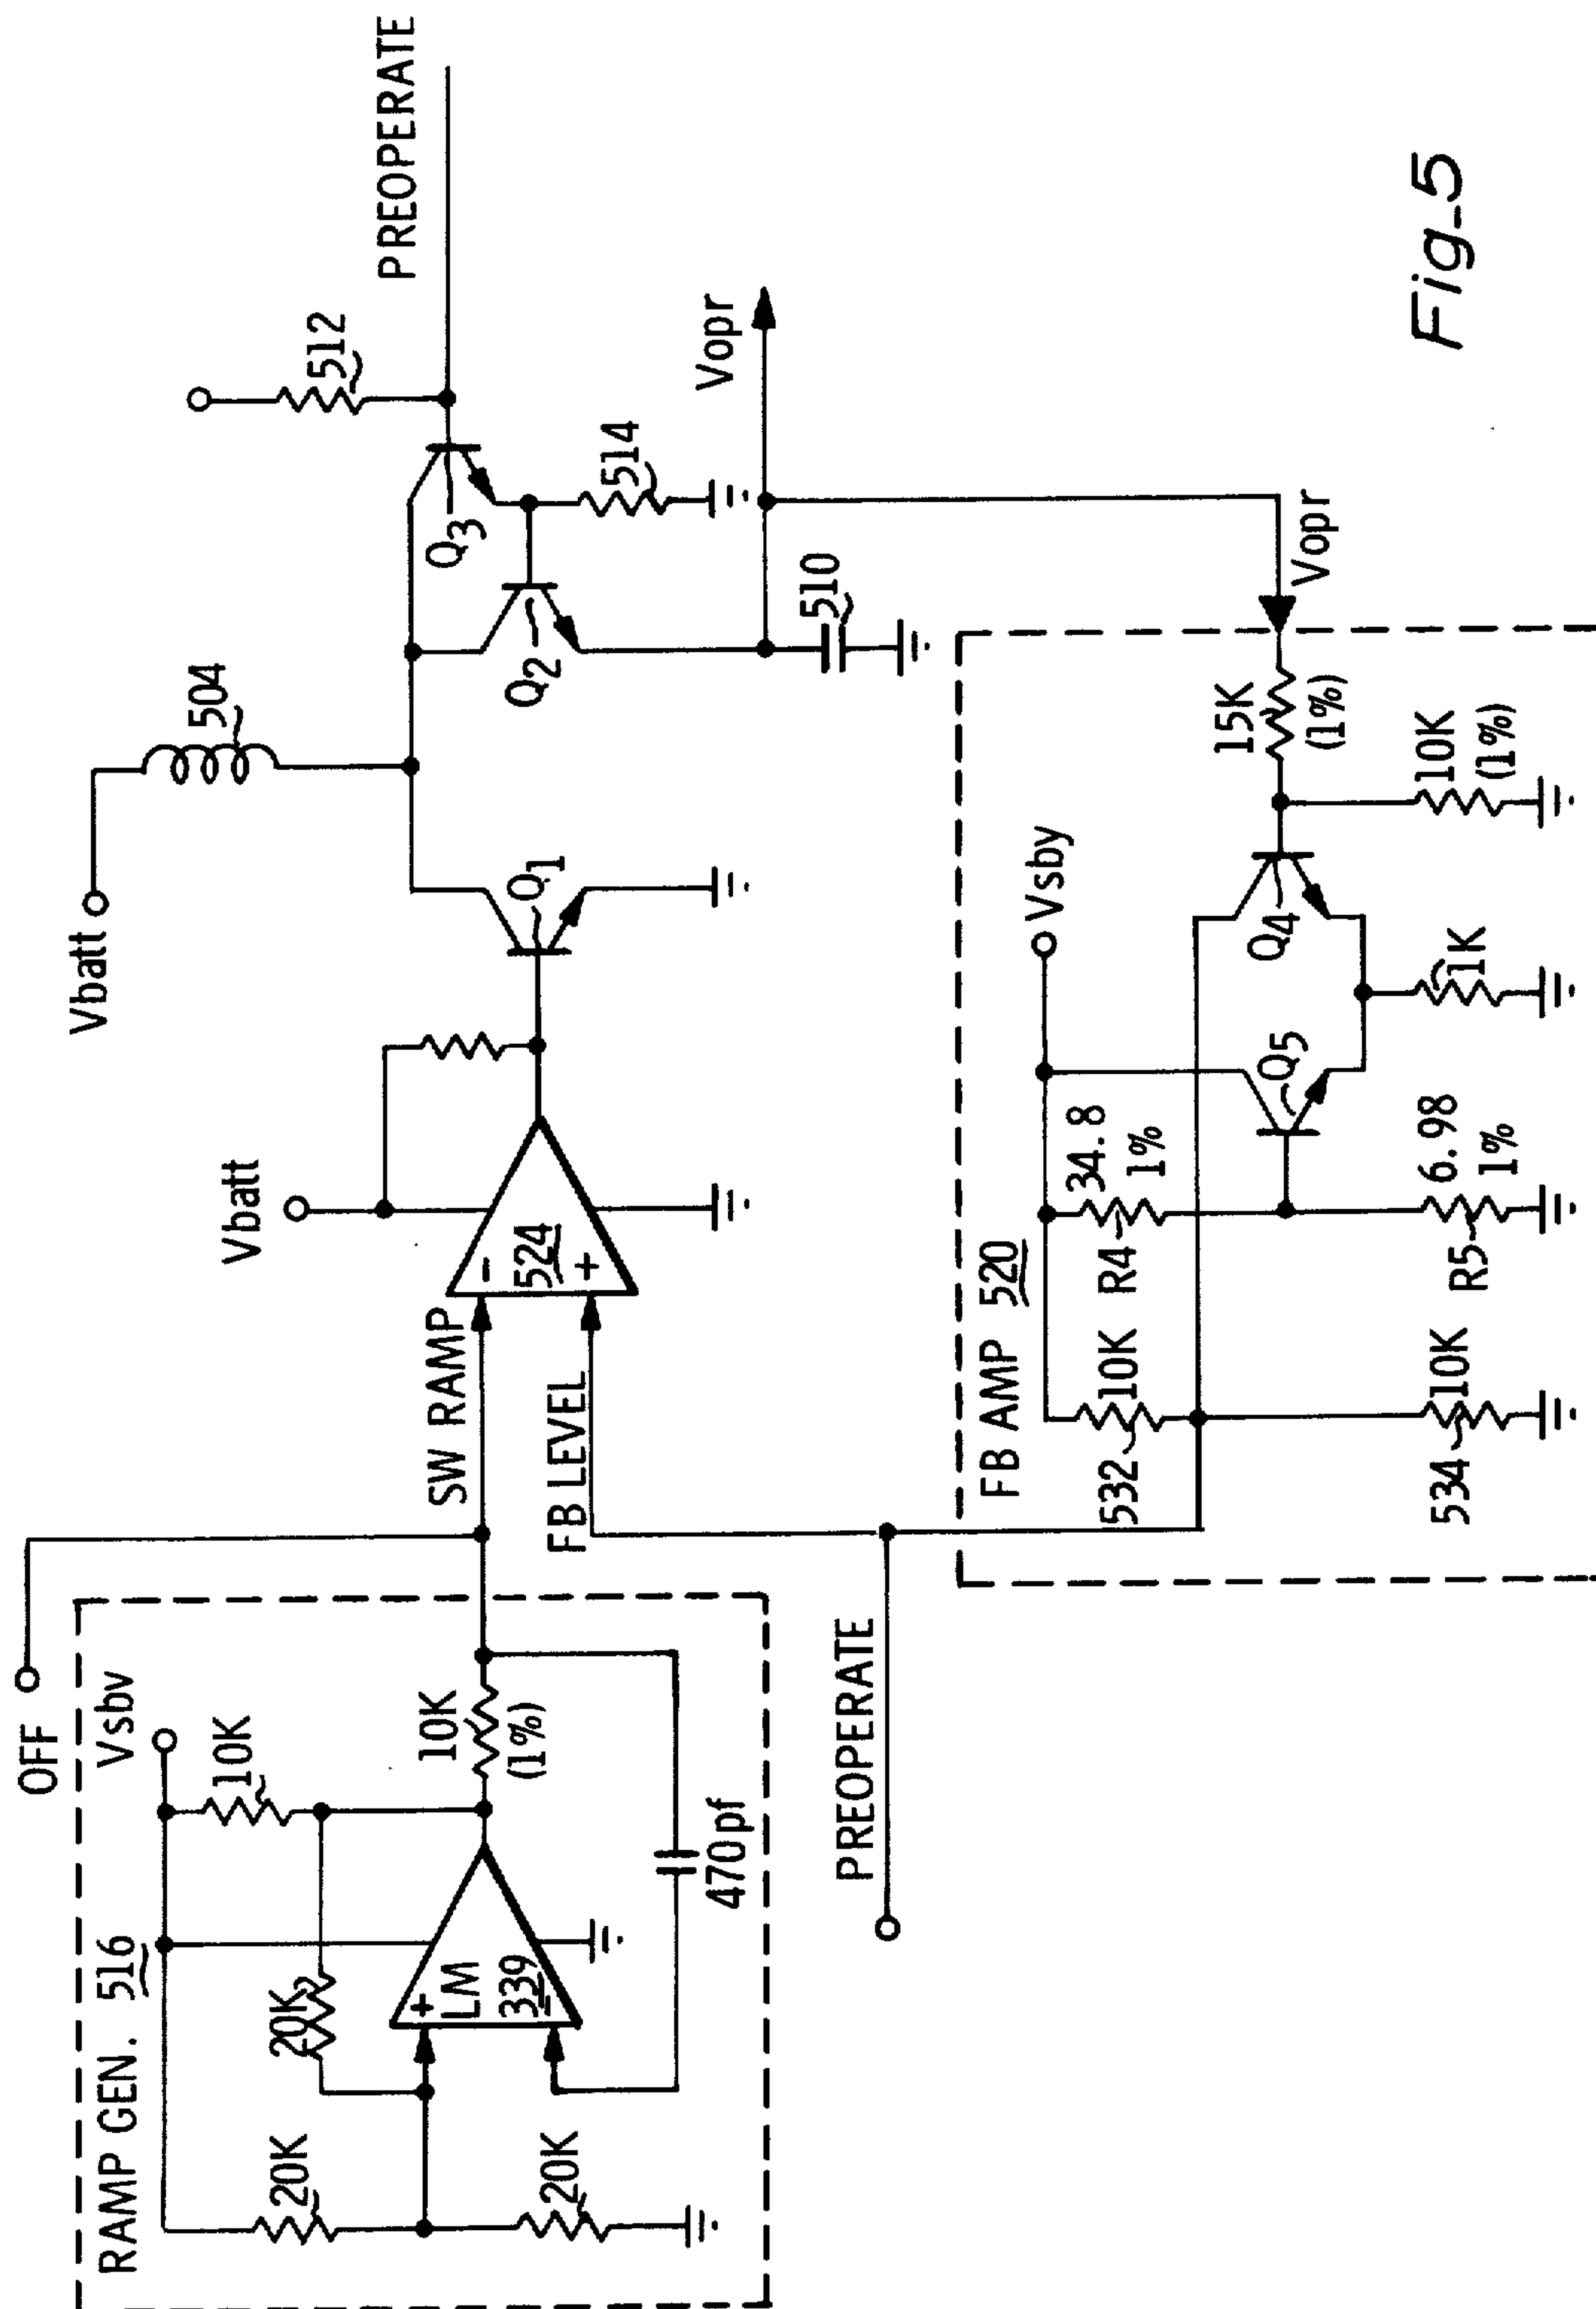 OFF
RAMP GEN. 516
Vsbv
10K
20K
20K
20K
LM
339
+
-
10K
(1%)
470pf
SW RAMP
FB LEVEL
PREOPERATE
Vbatt
-
524
+
Vbatt
504
Q1
Q2
Q3
512
514
PREOPERATE
Vopr
510
Vopr
FB AMP 520
Vsby
532
10K
R4
34.8
1%
534
10K
R5
6.98
1%
Q5
Q4
1K
15K
(1%)
10K
(1%)
Fig_5